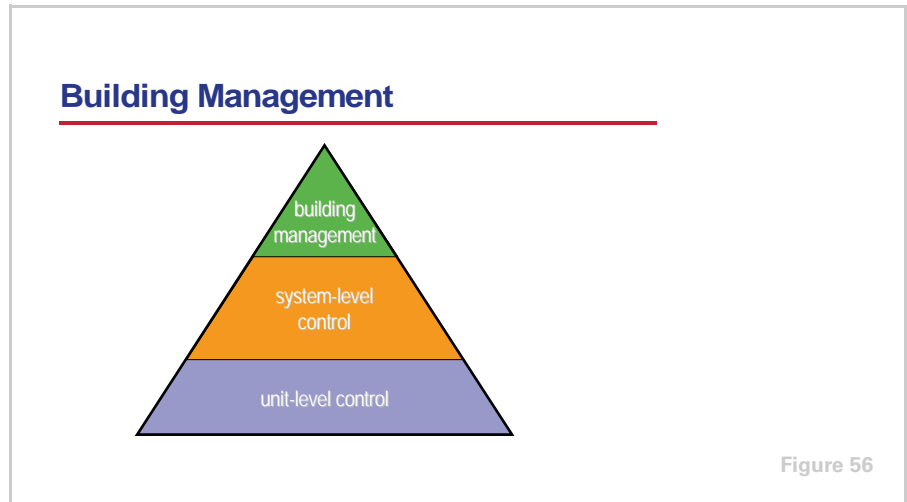 Building Management
building
management
system-level
control
unit-level control
Figure 56